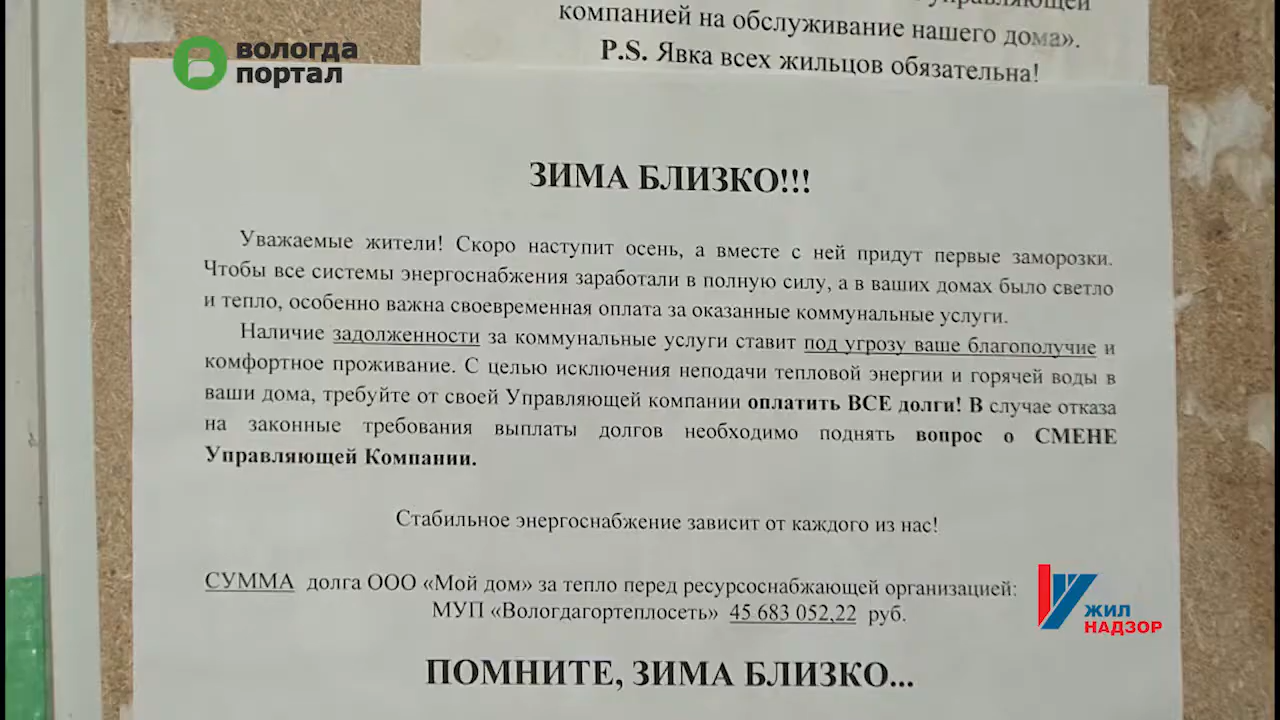 управляющей
компанией на обслуживание нашего дома».
P.S. Явка всех жильцов обязательна!
вологда
портал
ЗИМА БЛИЗКО!!!
Уважаемые жители! Скоро наступит осень, а вместе с ней придут первые заморозки.
Чтобы все системы энергоснабжения заработали в полную силу, а в ваших домах было светло
и тепло, особенно важна своевременная оплата за оказанные коммунальные услуги.
Наличие задолженности за коммунальные услуги ставит под угрозу ваше благополучие и
комфортное проживание. С целью исключения неподачи тепловой энергии и горячей воды в
ваши дома, требуйте от своей Управляющей компании оплатить ВСЕ долги! В случае отказа
на законные требования выплаты долгов необходимо поднять вопрос о СМЕНЕ
Управляющей Компании.
Стабильное энергоснабжение зависит от каждого из нас!
СУММА долга ООО «Мой дом» за тепло перед ресурсоснабжающей организацией:
МУП «Вологдагортеплосеть» 45 683 052,22 руб.
ЖИЛ
НАДЗОР
ПОМНИТЕ, ЗИМА БЛИЗКО...